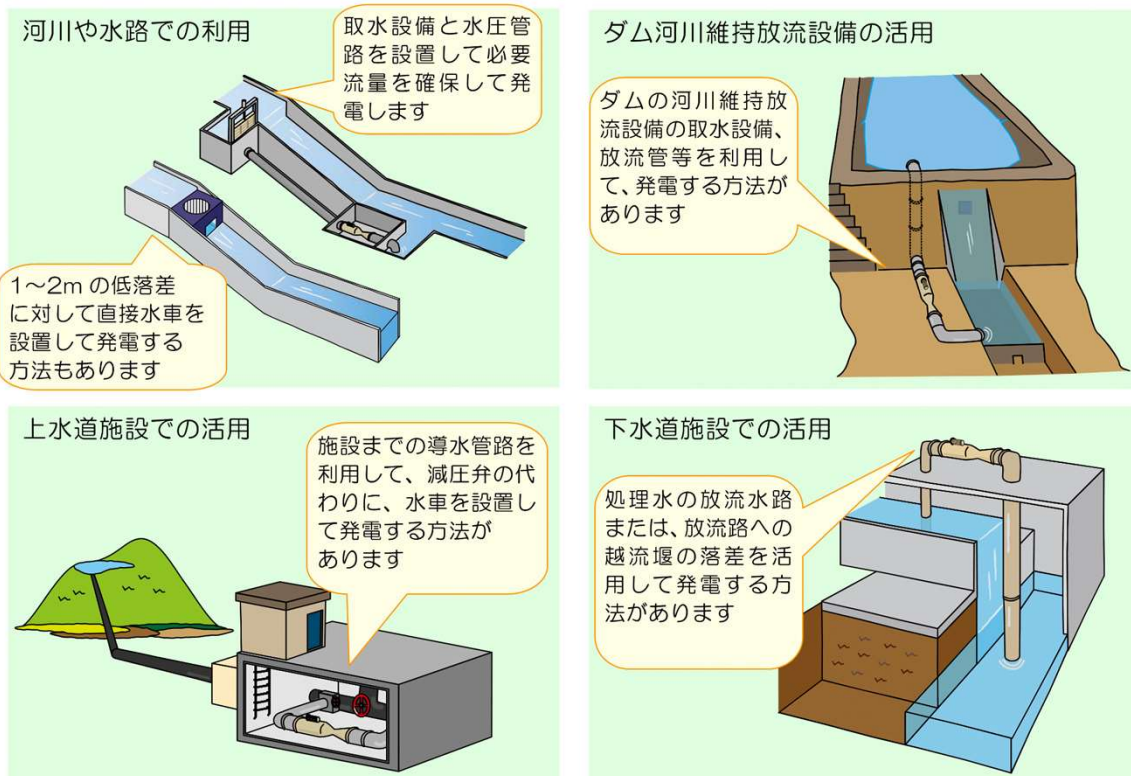 河川や水路での利用
取水設備と水圧管
路を設置して必要
流量を確保して発
電します
1～2mの低落差
に対して直接水車を
設置して発電する
方法もあります
ダム河川維持放流設備の活用
ダムの河川維持放
流設備の取水設備、
放流管等を利用し
て、発電する方法が
あります
上水道施設での活用
施設までの導水管路を
利用して、減圧弁の代
わりに、水車を設置し
て発電する方法が
あります
下水道施設での活用
処理水の放流水路
または、放流路への
越流堰の落差を活
用して発電する方
法があります